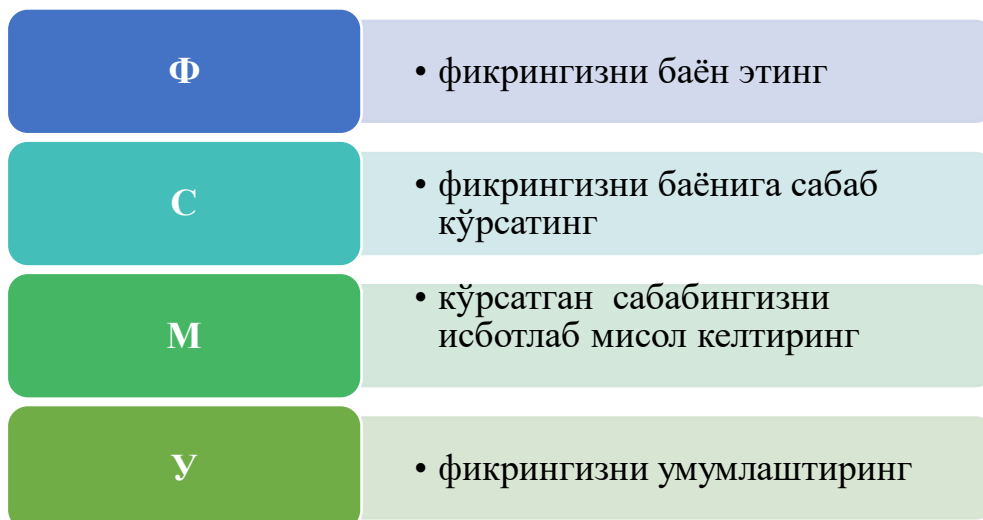 Ф
• фикрингизни баён этинг
С
• фикрингизни баёнига сабаб
кўрсатинг
М
• кўрсатган сабабингизни
исботлаб мисол келтиринг
У
• фикрингизни умумлаштиринг